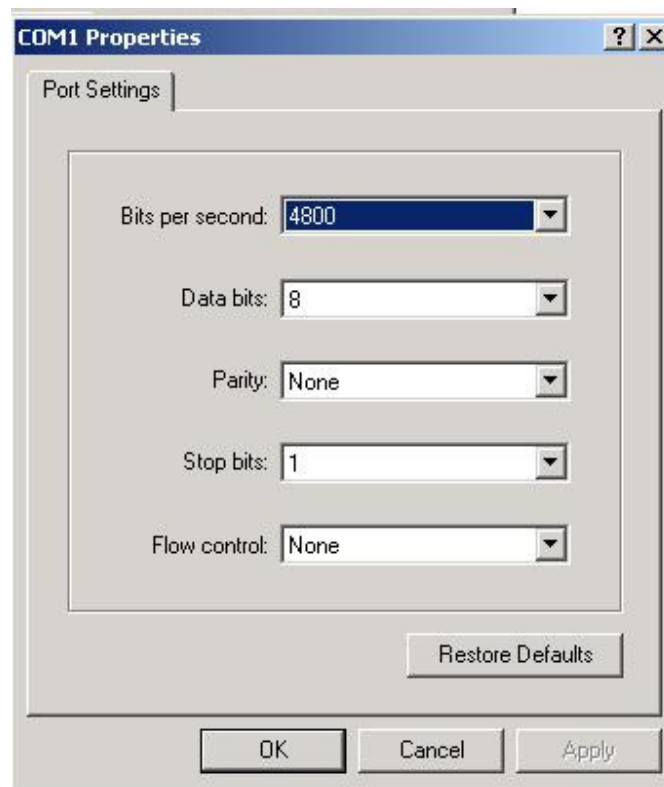 COM1 Properties
Port Settings
Bits per second: 4800
Data bits: 8
Parity: None
Stop bits: 1
Flow control: None
Restore Defaults
OK Cancel Apply